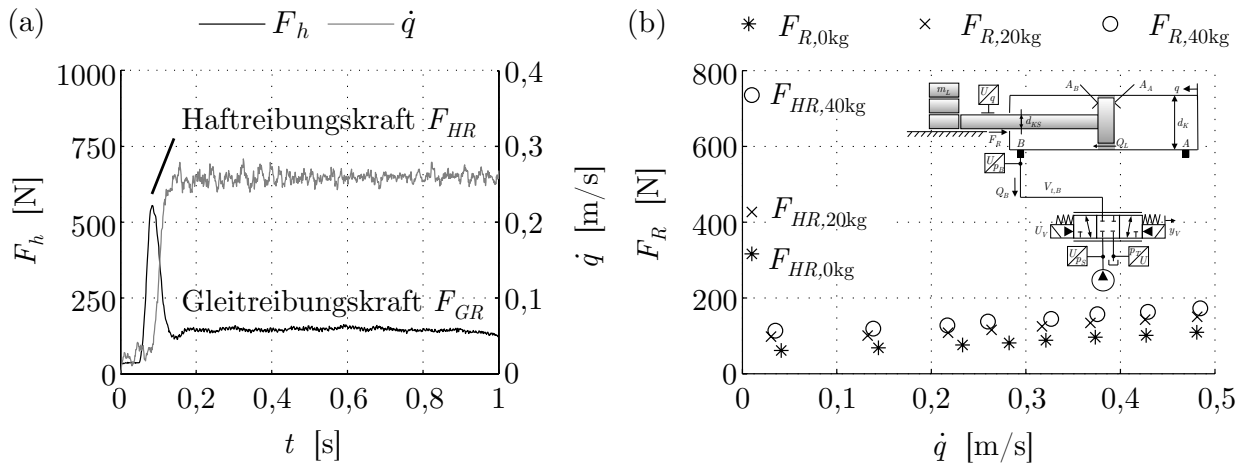 (a) F_h q̇
1000 0,4
750 0,3
500 0,2
250 0,1
0 0
F_h [N]
q̇ [m/s]
Haftreibungskraft F_HR
Gleitreibungskraft F_GR
0 0,2 0,4 0,6 0,8 1
t [s]
(b) F_R,0kg F_R,20kg F_R,40kg
800
600
400
200
0
F_R [N]
F_HR,40kg
F_HR,20kg
F_HR,0kg
m_L U q A_B A_A q
d_KS d_K
F_R B Q_L A
U p_B
Q_B V_t,B
U_V y_V
U p_S p_T U
0 0,1 0,2 0,3 0,4 0,5
q̇ [m/s]